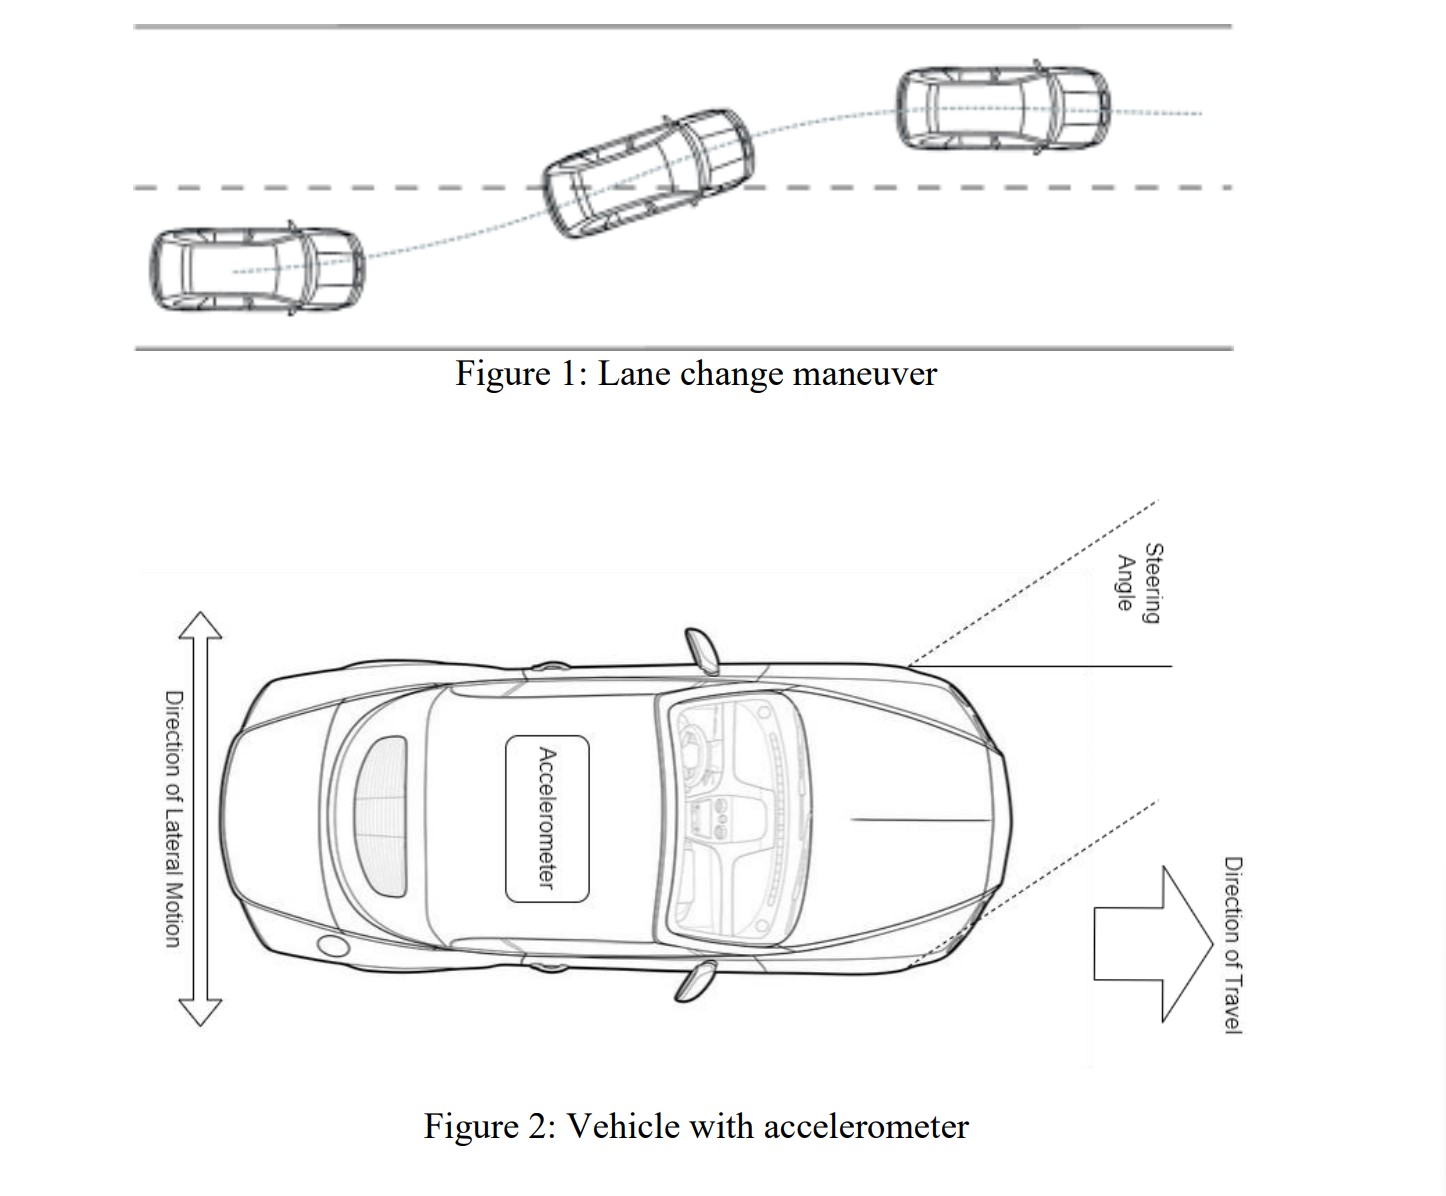 Figure 1: Lane change maneuver
Steering
Angle
Accelerometer
Direction of Lateral Motion
Direction of Travel
Figure 2: Vehicle with accelerometer